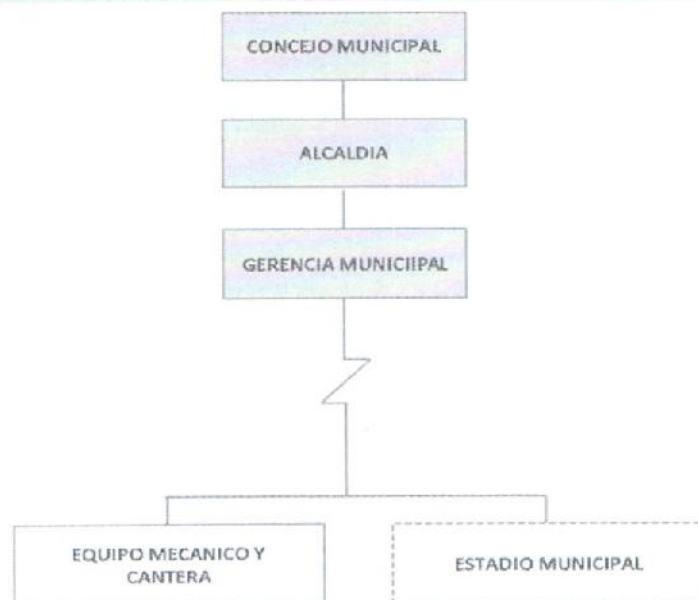 CONCEJO MUNICIPAL
ALCALDIA
GERENCIA MUNICIIPAL
EQUIPO MECANICO Y
CANTERA
ESTADIO MUNICIPAL